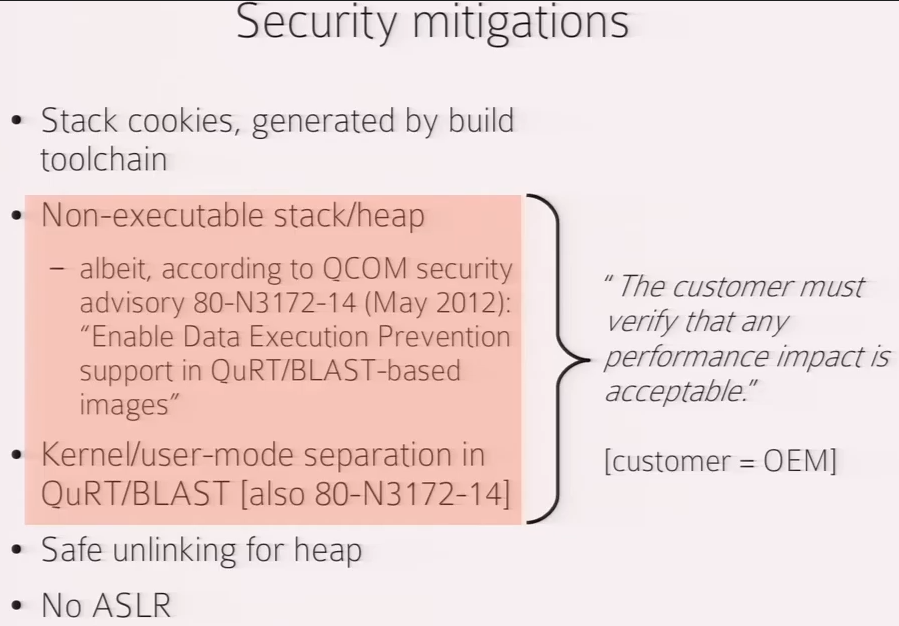 Security mitigations
• Stack cookies, generated by build
toolchain
• Non-executable stack/heap
– albeit, according to QCOM security
advisory 80-N3172-14 (May 2012):
“Enable Data Execution Prevention
support in QuRT/BLAST-based
images”
• Kernel/user-mode separation in
QuRT/BLAST [also 80-N3172-14]
• Safe unlinking for heap
• No ASLR
“ The customer must
verify that any
performance impact is
acceptable.”
[customer = OEM]